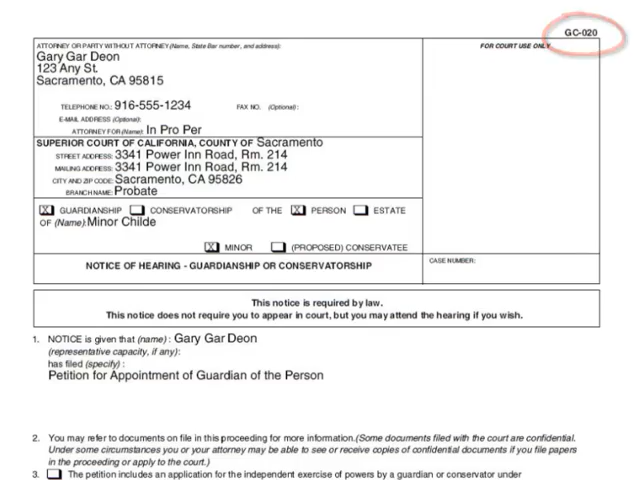 GC-020
ATTORNEY OR PARTY WITHOUT ATTORNEY (Name, State Bar number, and address):
FOR COURT USE ONLY
Gary Gar Deon
123 Any St.
Sacramento, CA 95815
TELEPHONE NO.: 916-555-1234 FAX NO. (Optional) :
E-MAIL ADDRESS (Optional):
ATTORNEY FOR (Name): In Pro Per
SUPERIOR COURT OF CALIFORNIA, COUNTY OF Sacramento
STREET ADDRESS: 3341 Power Inn Road, Rm. 214
MAILING ADDRESS: 3341 Power Inn Road, Rm. 214
CITY AND ZIP CODE: Sacramento, CA 95826
BRANCH NAME: Probate
X GUARDIANSHIP CONSERVATORSHIP OF THE X PERSON ESTATE
OF (Name): Minor Childe
X MINOR (PROPOSED) CONSERVATEE
NOTICE OF HEARING - GUARDIANSHIP OR CONSERVATORSHIP
CASE NUMBER:
This notice is required by law.
This notice does not require you to appear in court, but you may attend the hearing if you wish.
1. NOTICE is given that (name) : Gary Gar Deon
(representative capacity, if any):
has filed (specify) :
Petition for Appointment of Guardian of the Person
2. You may refer to documents on file in this proceeding for more information.(Some documents filed with the court are confidential.
Under some circumstances you or your attorney may be able to see or receive copies of confidential documents if you file papers
in the proceeding or apply to the court.)
3. The petition includes an application for the independent exercise of powers by a guardian or conservator under